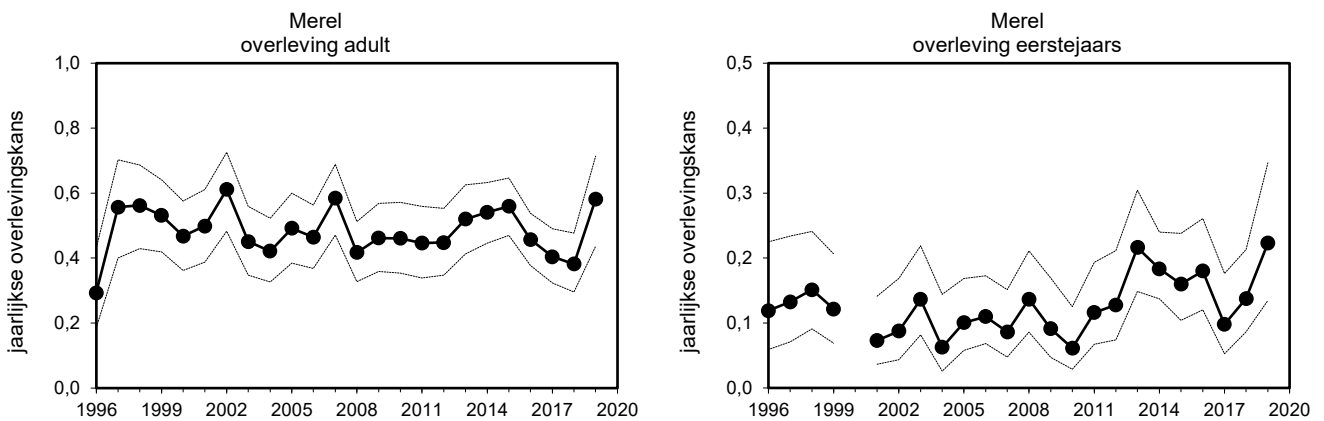 Merel
overleving adult
jaarlijkse overlevingskans
1,0
0,8
0,6
0,4
0,2
0,0
1996 1999 2002 2005 2008 2011 2014 2017 2020
Merel
overleving eerstejaars
jaarlijkse overlevingskans
0,5
0,4
0,3
0,2
0,1
0,0
1996 1999 2002 2005 2008 2011 2014 2017 2020